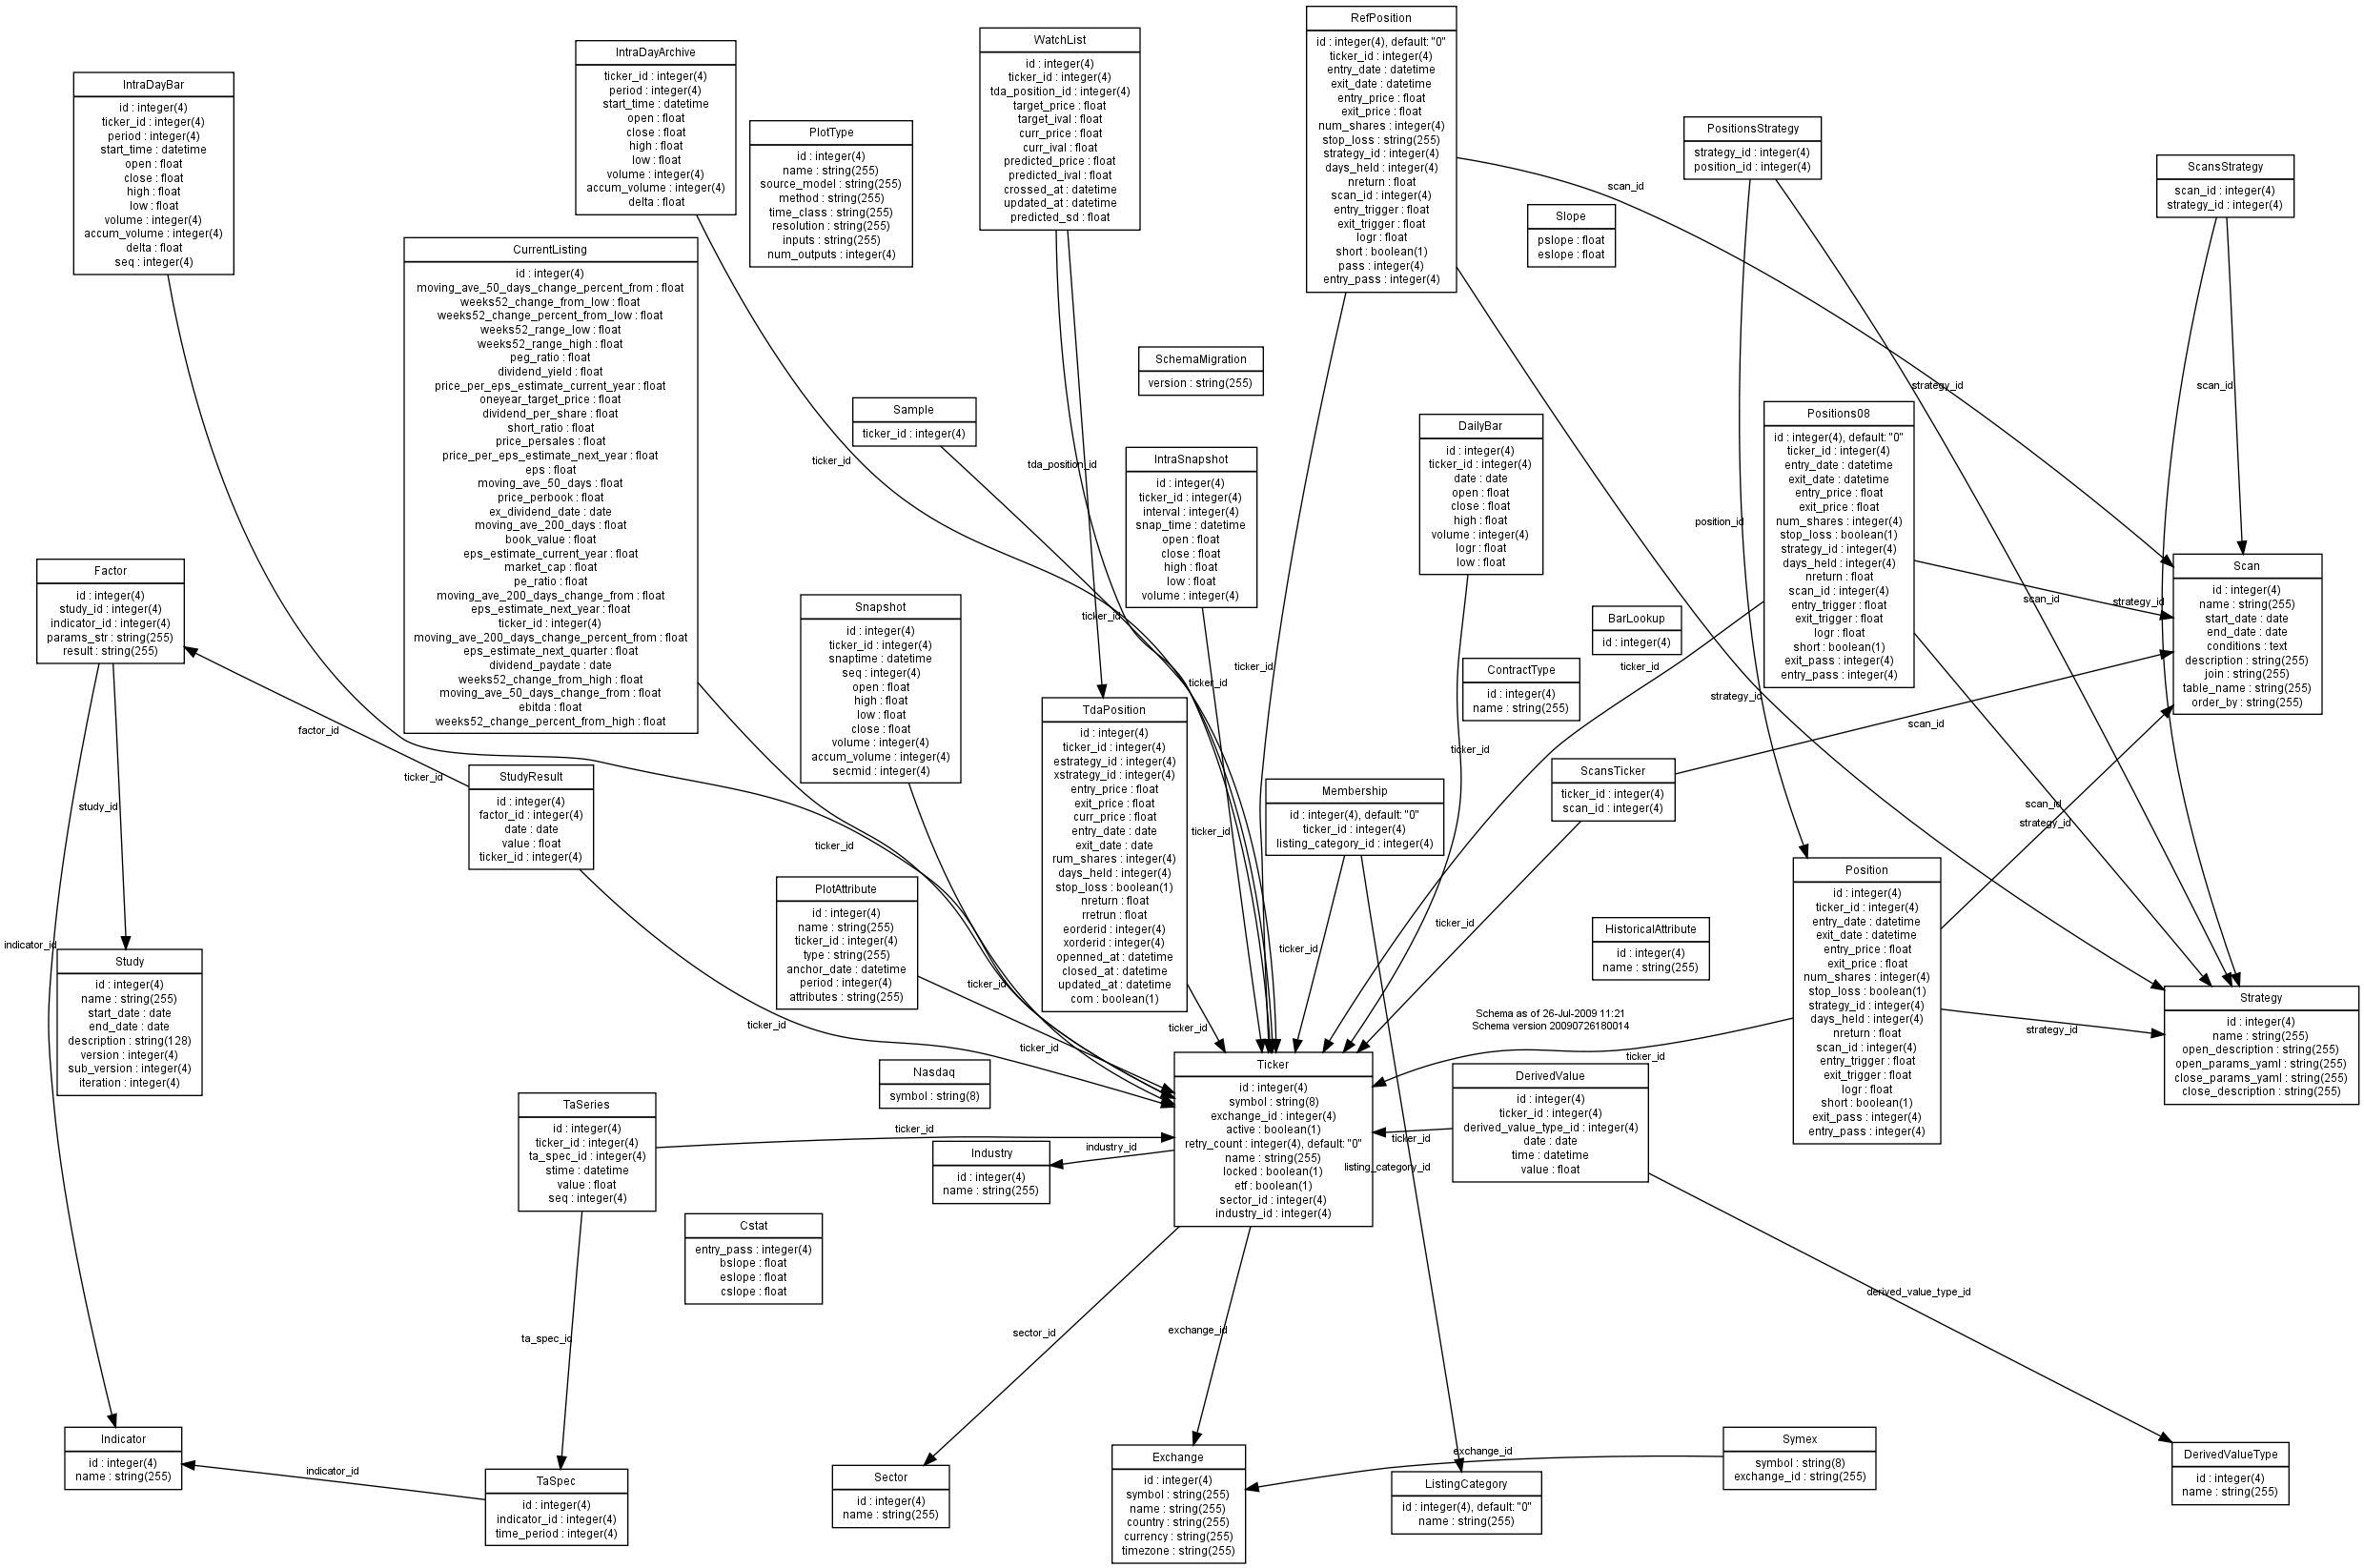 RefPosition
id : integer(4), default: "0"
ticker_id : integer(4)
entry_date : datetime
exit_date : datetime
entry_price : float
exit_price : float
num_shares : integer(4)
stop_loss : string(255)
strategy_id : integer(4)
days_held : integer(4)
nreturn : float
scan_id : integer(4)
entry_trigger : float
exit_trigger : float
logr : float
short : boolean(1)
pass : integer(4)
entry_pass : integer(4)
WatchList
id : integer(4)
ticker_id : integer(4)
tda_position_id : integer(4)
target_price : float
target_ival : float
curr_price : float
curr_ival : float
predicted_price : float
predicted_ival : float
crossed_at : datetime
updated_at : datetime
predicted_sd : float
IntraDayArchive
ticker_id : integer(4)
period : integer(4)
start_time : datetime
open : float
close : float
high : float
low : float
volume : integer(4)
accum_volume : integer(4)
delta : float
IntraDayBar
id : integer(4)
ticker_id : integer(4)
period : integer(4)
start_time : datetime
open : float
close : float
high : float
low : float
volume : integer(4)
accum_volume : integer(4)
delta : float
seq : integer(4)
PlotType
id : integer(4)
name : string(255)
source_model : string(255)
method : string(255)
time_class : string(255)
resolution : string(255)
inputs : string(255)
num_outputs : integer(4)
PositionsStrategy
strategy_id : integer(4)
position_id : integer(4)
ScansStrategy
scan_id : integer(4)
strategy_id : integer(4)
Slope
pslope : float
eslope : float
scan_id
CurrentListing
id : integer(4)
moving_ave_50_days_change_percent_from : float
weeks52_change_from_low : float
weeks52_change_percent_from_low : float
weeks52_range_low : float
weeks52_range_high : float
peg_ratio : float
dividend_yield : float
price_per_eps_estimate_current_year : float
oneyear_target_price : float
dividend_per_share : float
short_ratio : float
price_persales : float
price_per_eps_estimate_next_year : float
eps : float
moving_ave_50_days : float
price_perbook : float
ex_dividend_date : date
moving_ave_200_days : float
book_value : float
eps_estimate_current_year : float
market_cap : float
pe_ratio : float
moving_ave_200_days_change_from : float
eps_estimate_next_year : float
ticker_id : integer(4)
moving_ave_200_days_change_percent_from : float
eps_estimate_next_quarter : float
dividend_paydate : date
weeks52_change_from_high : float
moving_ave_50_days_change_from : float
ebitda : float
weeks52_change_percent_from_high : float
SchemaMigration
version : string(255)
Sample
ticker_id : integer(4)
strategy_id
scan_id
Positions08
id : integer(4), default: "0"
ticker_id : integer(4)
entry_date : datetime
exit_date : datetime
entry_price : float
exit_price : float
num_shares : integer(4)
stop_loss : boolean(1)
strategy_id : integer(4)
days_held : integer(4)
nreturn : float
scan_id : integer(4)
entry_trigger : float
exit_trigger : float
logr : float
short : boolean(1)
exit_pass : integer(4)
entry_pass : integer(4)
DailyBar
id : integer(4)
ticker_id : integer(4)
date : date
open : float
close : float
high : float
volume : integer(4)
logr : float
low : float
IntraSnapshot
id : integer(4)
ticker_id : integer(4)
interval : integer(4)
snap_time : datetime
open : float
close : float
high : float
low : float
volume : integer(4)
ticker_id
tda_position_id
position_id
Factor
id : integer(4)
study_id : integer(4)
indicator_id : integer(4)
params_str : string(255)
result : string(255)
Scan
id : integer(4)
name : string(255)
start_date : date
end_date : date
conditions : text
description : string(255)
join : string(255)
table_name : string(255)
order_by : string(255)
Snapshot
id : integer(4)
ticker_id : integer(4)
snaptime : datetime
seq : integer(4)
open : float
high : float
low : float
close : float
volume : integer(4)
accum_volume : integer(4)
secmid : integer(4)
BarLookup
id : integer(4)
ticker_id
strategy_id
scan_id
ContractType
id : integer(4)
name : string(255)
ticker_id
ticker_id
ticker_id
strategy_id
TdaPosition
id : integer(4)
ticker_id : integer(4)
estrategy_id : integer(4)
xstrategy_id : integer(4)
entry_price : float
exit_price : float
curr_price : float
entry_date : date
exit_date : date
rum_shares : integer(4)
days_held : integer(4)
stop_loss : boolean(1)
nreturn : float
rretrun : float
eorderid : integer(4)
xorderid : integer(4)
openned_at : datetime
closed_at : datetime
updated_at : datetime
com : boolean(1)
factor_id
scan_id
ticker_id
ticker_id
StudyResult
id : integer(4)
factor_id : integer(4)
date : date
value : float
ticker_id : integer(4)
ScansTicker
ticker_id : integer(4)
scan_id : integer(4)
Membership
id : integer(4), default: "0"
ticker_id : integer(4)
listing_category_id : integer(4)
study_id
scan_id
strategy_id
ticker_id
ticker_id
Position
id : integer(4)
ticker_id : integer(4)
entry_date : datetime
exit_date : datetime
entry_price : float
exit_price : float
num_shares : integer(4)
stop_loss : boolean(1)
strategy_id : integer(4)
days_held : integer(4)
nreturn : float
scan_id : integer(4)
entry_trigger : float
exit_trigger : float
logr : float
short : boolean(1)
exit_pass : integer(4)
entry_pass : integer(4)
PlotAttribute
id : integer(4)
name : string(255)
ticker_id : integer(4)
type : string(255)
anchor_date : datetime
period : integer(4)
attributes : string(255)
HistoricalAttribute
id : integer(4)
name : string(255)
ticker_id
indicator_id
ticker_id
Study
id : integer(4)
name : string(255)
start_date : date
end_date : date
description : string(128)
version : integer(4)
sub_version : integer(4)
iteration : integer(4)
ticker_id
Strategy
id : integer(4)
name : string(255)
open_description : string(255)
open_params_yaml : string(255)
close_params_yaml : string(255)
close_description : string(255)
Schema as of 26-Jul-2009 11:21
Schema version 20090726180014
ticker_id
ticker_id
strategy_id
ticker_id
ticker_id
Nasdaq
symbol : string(8)
Ticker
id : integer(4)
symbol : string(8)
exchange_id : integer(4)
active : boolean(1)
retry_count : integer(4), default: "0"
name : string(255)
locked : boolean(1)
etf : boolean(1)
sector_id : integer(4)
industry_id : integer(4)
DerivedValue
id : integer(4)
ticker_id : integer(4)
derived_value_type_id : integer(4)
date : date
time : datetime
value : float
TaSeries
id : integer(4)
ticker_id : integer(4)
ta_spec_id : integer(4)
stime : datetime
value : float
seq : integer(4)
ticker_id
ticker_id
industry_id
Industry
id : integer(4)
name : string(255)
listing_category_id
Cstat
entry_pass : integer(4)
bslope : float
eslope : float
cslope : float
derived_value_type_id
ta_spec_id
sector_id
exchange_id
Indicator
id : integer(4)
name : string(255)
indicator_id
TaSpec
id : integer(4)
indicator_id : integer(4)
time_period : integer(4)
Sector
id : integer(4)
name : string(255)
Exchange
id : integer(4)
symbol : string(255)
name : string(255)
country : string(255)
currency : string(255)
timezone : string(255)
exchange_id
ListingCategory
id : integer(4), default: "0"
name : string(255)
Symex
symbol : string(8)
exchange_id : string(255)
DerivedValueType
id : integer(4)
name : string(255)